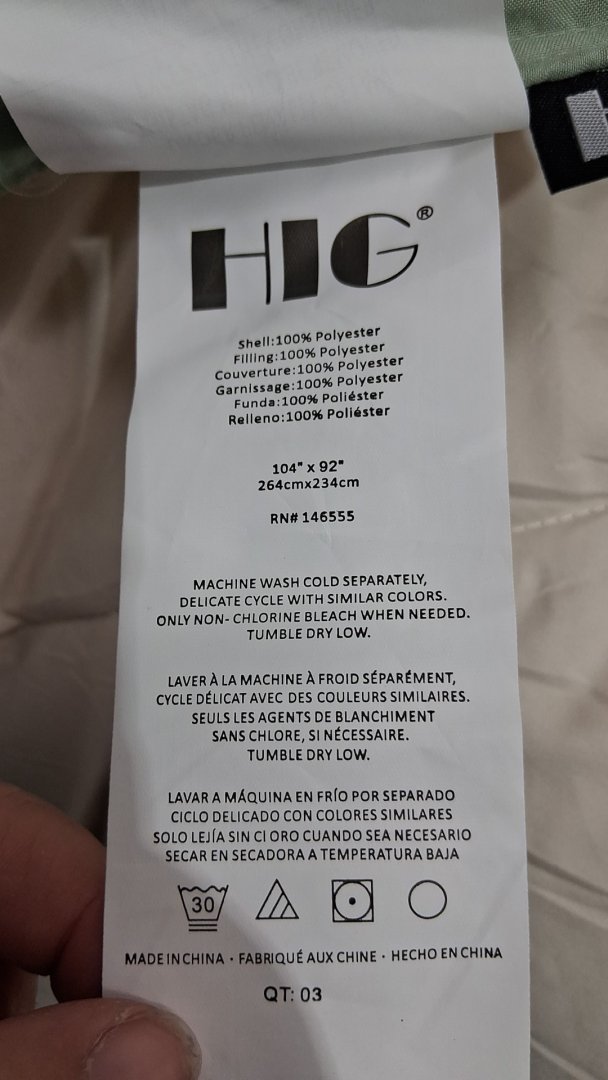 HIG®
Shell:100% Polyester
Filling:100% Polyester
Couverture:100% Polyester
Garnissage:100% Polyester
Funda:100% Poliéster
Relleno:100% Poliéster
104" x 92"
264cmx234cm
RN# 146555
MACHINE WASH COLD SEPARATELY,
DELICATE CYCLE WITH SIMILAR COLORS.
ONLY NON- CHLORINE BLEACH WHEN NEEDED.
TUMBLE DRY LOW.
LAVER À LA MACHINE À FROID SÉPARÉMENT,
CYCLE DÉLICAT AVEC DES COULEURS SIMILAIRES.
SEULS LES AGENTS DE BLANCHIMENT
SANS CHLORE, SI NÉCESSAIRE.
TUMBLE DRY LOW.
LAVAR A MÁQUINA EN FRÍO POR SEPARADO
CICLO DELICADO CON COLORES SIMILARES
SOLO LEJÍA SIN CI ORO CUANDO SEA NECESARIO
SECAR EN SECADORA A TEMPERATURA BAJA
30
MADE IN CHINA · FABRIQUÉ AUX CHINE · HECHO EN CHINA
QT: 03